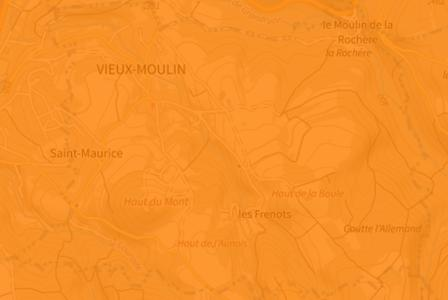 le Moulin de la
Rochère
la Rochère
VIEUX-MOULIN
Saint-Maurice
Haut de la Boule
Haut du Mont
les Frenots
Goutte l'Allemand
Haut de l'Aunois